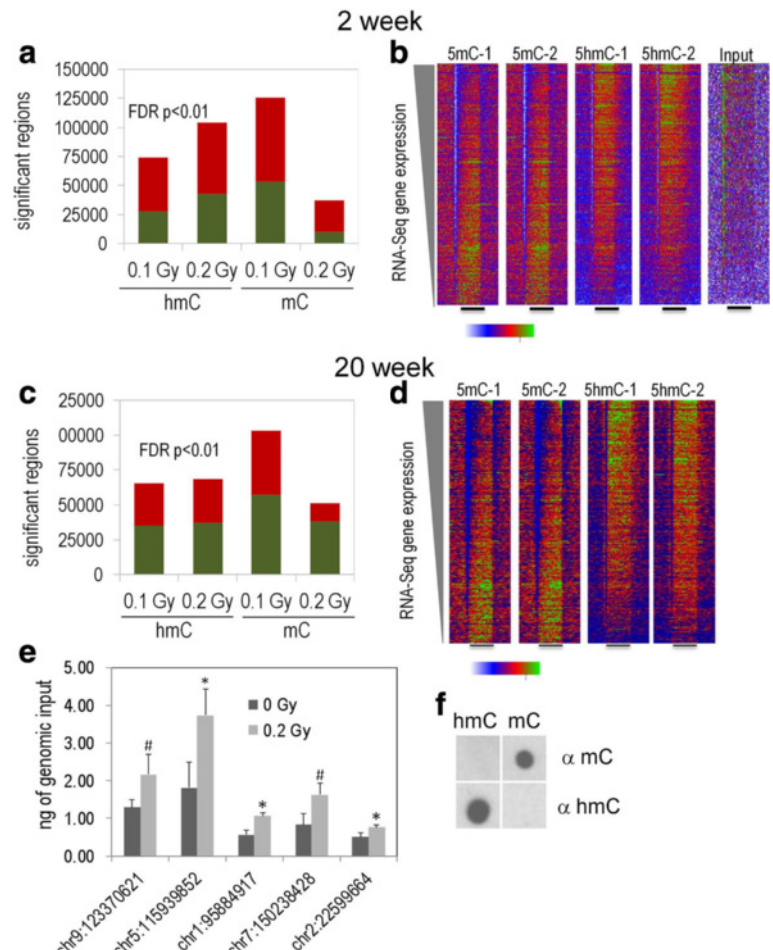 2 week
a
150000
125000
100000
75000
50000
25000
0
significant regions
FDR p<0.01
0.1 Gy 0.2 Gy 0.1 Gy 0.2 Gy
hmC mC
b
5mC-1 5mC-2 5hmC-1 5hmC-2 Input
RNA-Seq gene expression
20 week
c
25000
00000
75000
50000
25000
0
significant regions
FDR p<0.01
0.1 Gy 0.2 Gy 0.1 Gy 0.2 Gy
hmC mC
d
5mC-1 5mC-2 5hmC-1 5hmC-2
RNA-Seq gene expression
e
5.00
4.00
3.00
2.00
1.00
0.00
ng of genomic input
0 Gy
0.2 Gy
# * * # *
chr9:123370621
chr5:115939852
chr1:95884917
chr7:150238428
chr2:22599664
f
hmC mC
α mC
α hmC